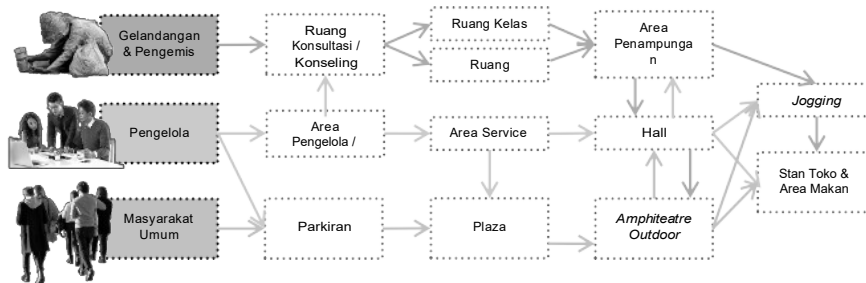 Gelandangan
& Pengemis
Ruang
Konsultasi /
Konseling
Ruang Kelas
Ruang
Area
Penampunga
n
Jogging
Pengelola
Area
Pengelola /
Area Service
Hall
Stan Toko &
Area Makan
Masyarakat
Umum
Parkiran
Plaza
Amphiteatre
Outdoor